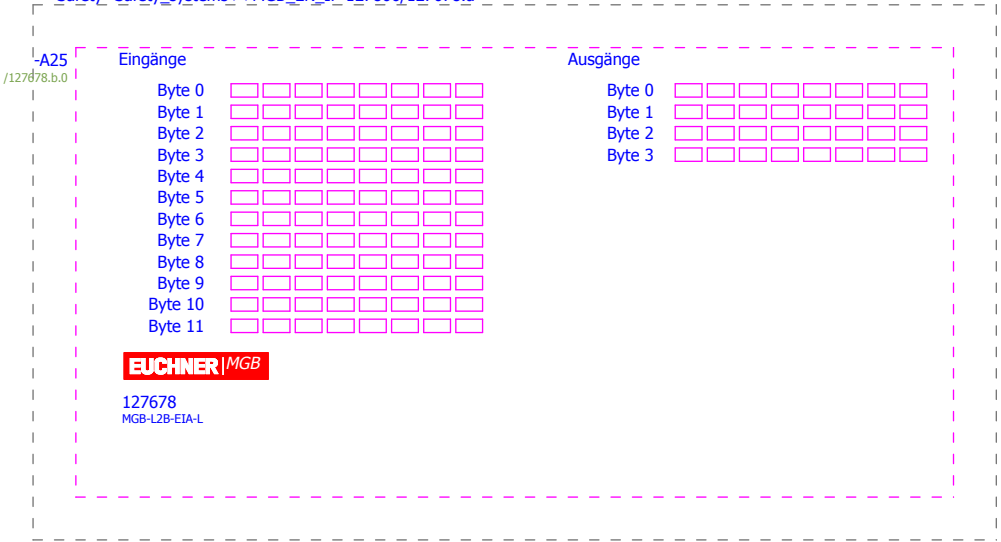 -A25
/127678.b.0
Eingänge
Byte 0
Byte 1
Byte 2
Byte 3
Byte 4
Byte 5
Byte 6
Byte 7
Byte 8
Byte 9
Byte 10
Byte 11
Ausgänge
Byte 0
Byte 1
Byte 2
Byte 3
EUCHNER MGB
127678
MGB-L2B-EIA-L